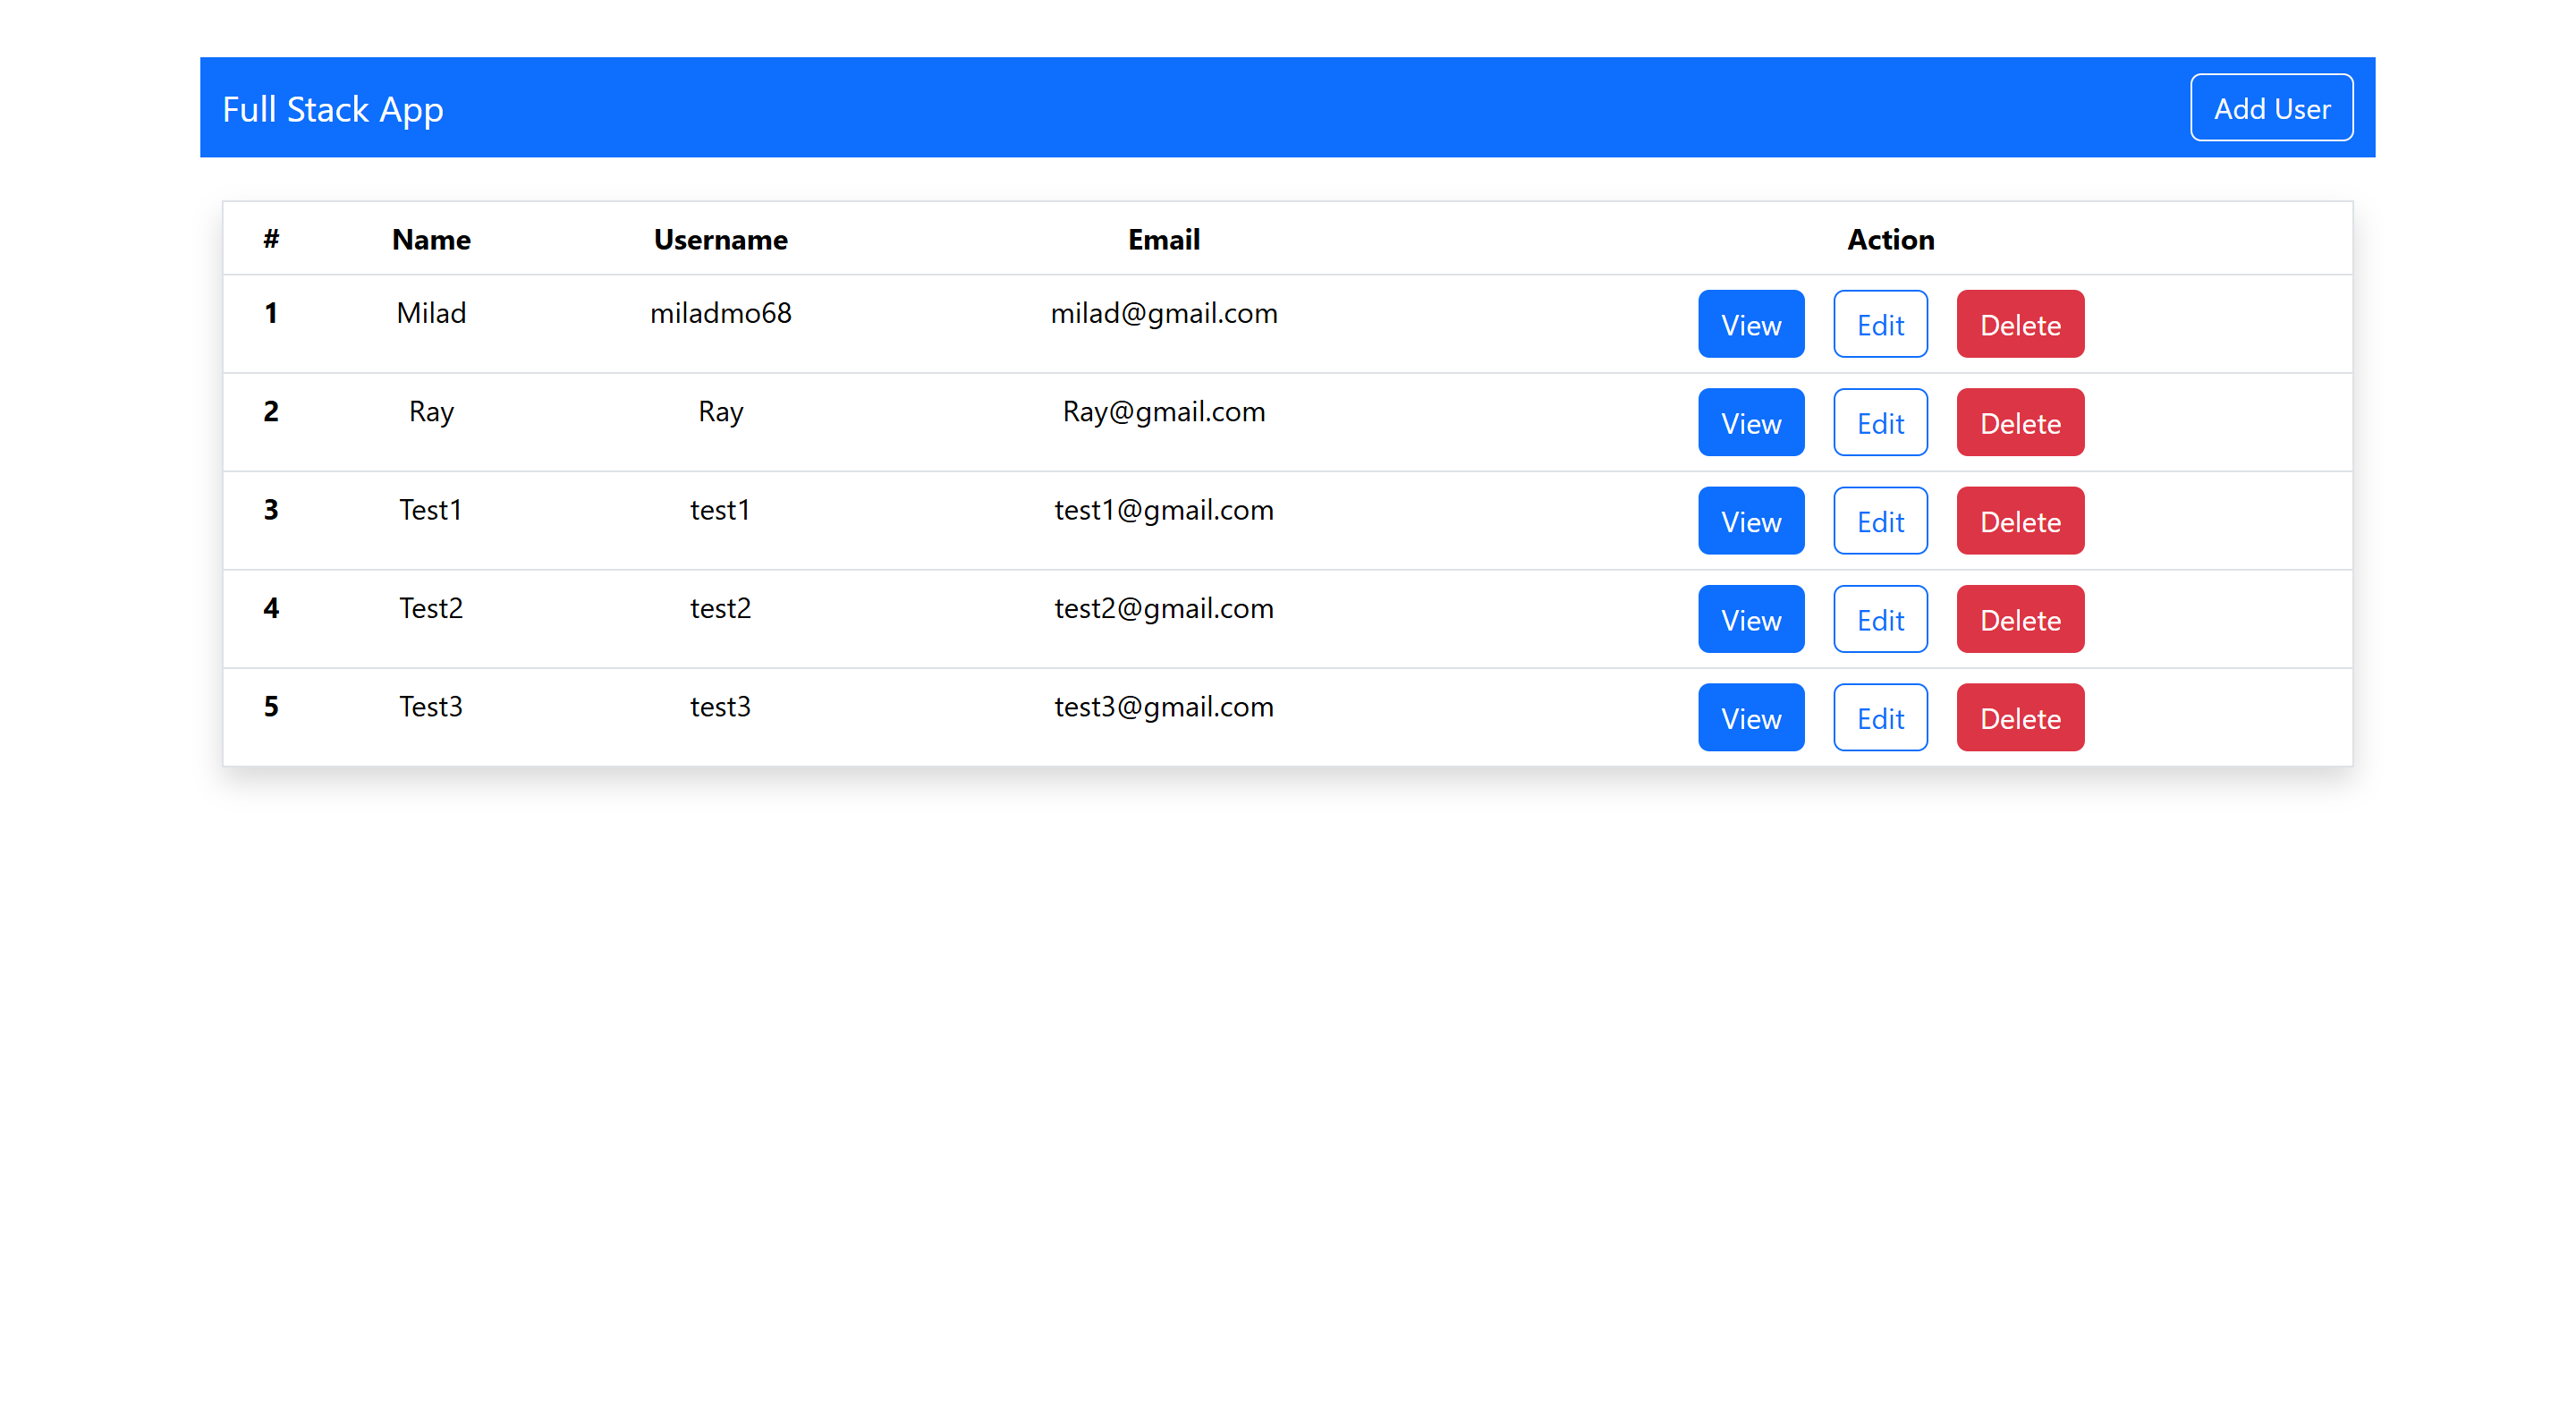 Full Stack App Add User
# Name Username Email Action
1 Milad miladmo68 milad@gmail.com View Edit Delete
2 Ray Ray Ray@gmail.com View Edit Delete
3 Test1 test1 test1@gmail.com View Edit Delete
4 Test2 test2 test2@gmail.com View Edit Delete
5 Test3 test3 test3@gmail.com View Edit Delete